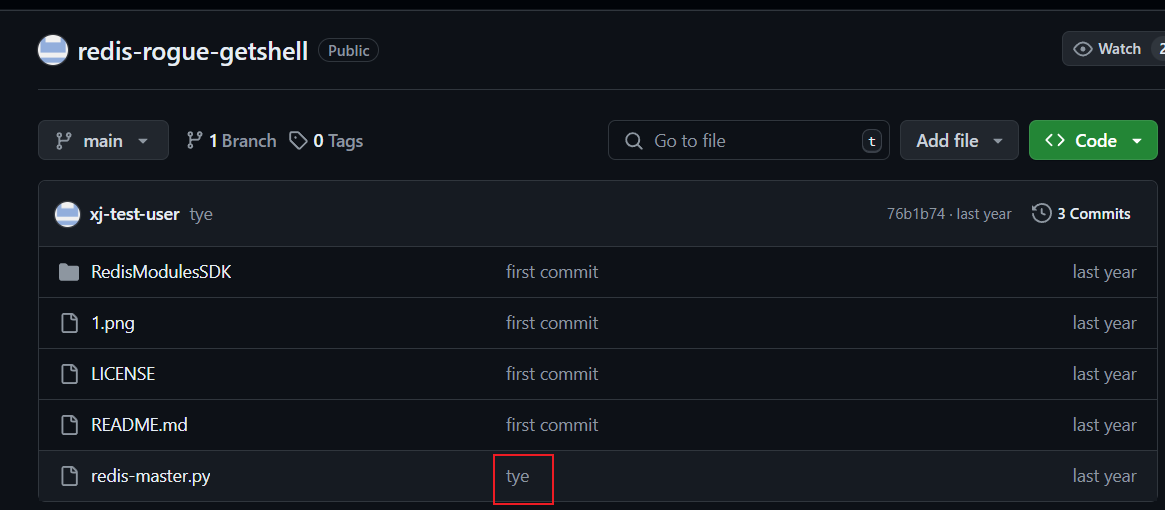 redis-rogue-getshell Public Watch 2
main 1 Branch 0 Tags Go to file t Add file Code
xj-test-user tye 76b1b74 · last year 3 Commits
RedisModulesSDK first commit last year
1.png first commit last year
LICENSE first commit last year
README.md first commit last year
redis-master.py tye last year